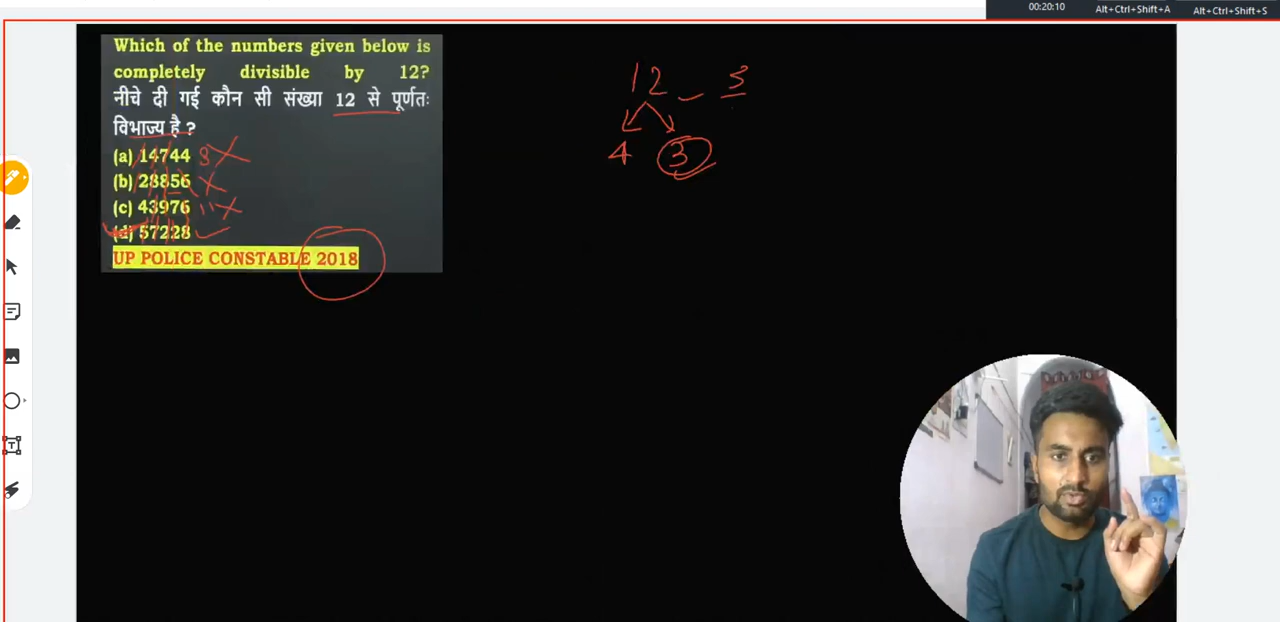 00:20:10 Alt+Ctrl+Shift+A Alt+Ctrl+Shift+S
Which of the numbers given below is
completely divisible by 12?
नीचे दी गई कौन सी संख्या 12 से पूर्णतः
विभाज्य है ?
(a) 14744 8
(b) 28856
(c) 43976 "
(d) 57228
UP POLICE CONSTABLE 2018
12 3
4 3